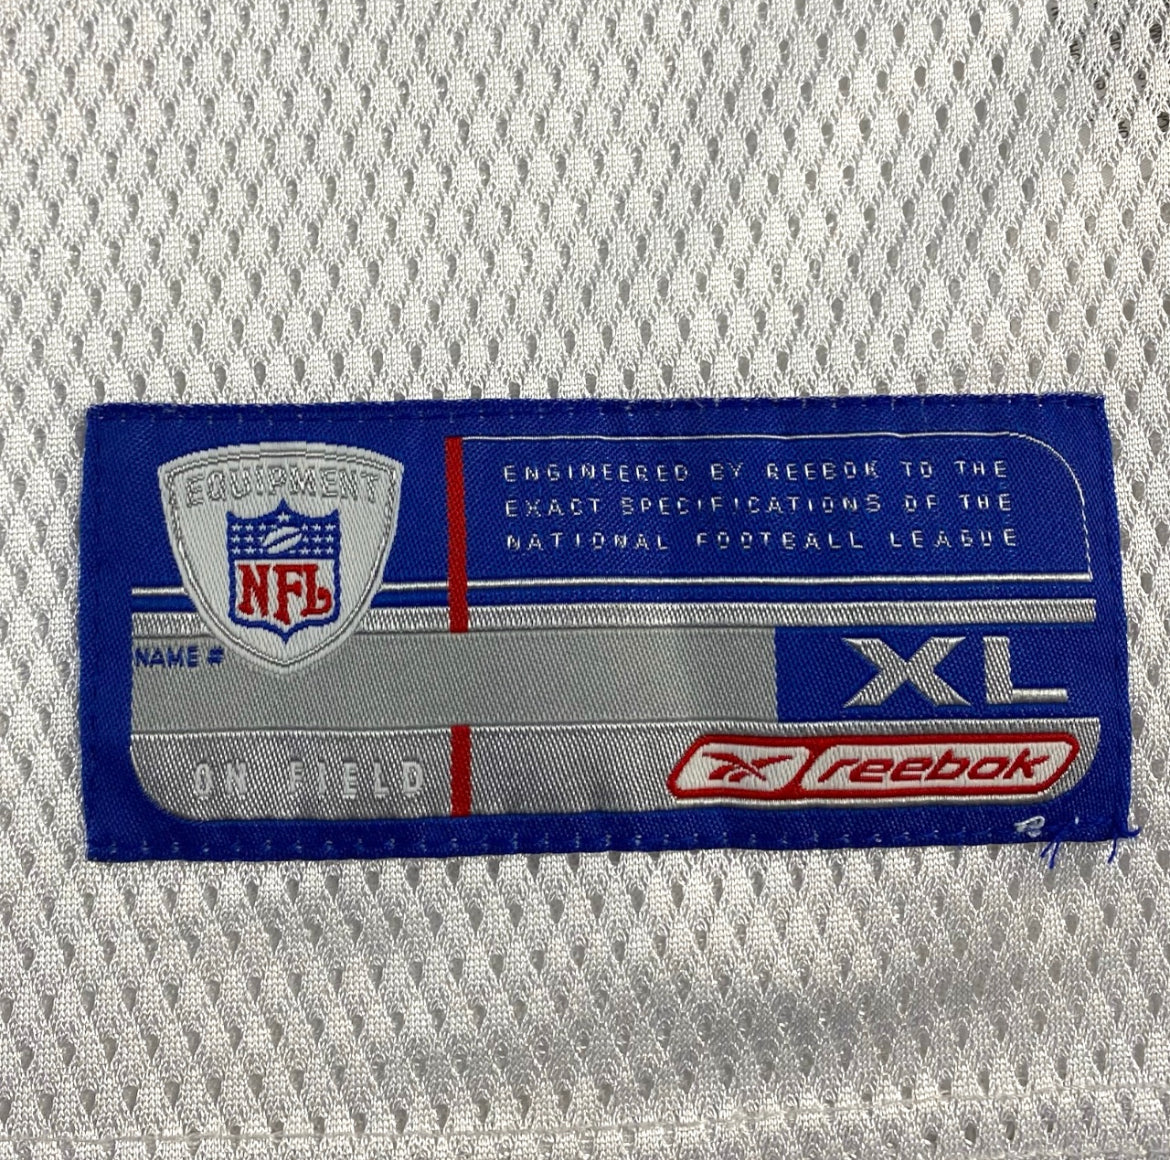 EQUIPMENT
NFL
ENGINEERED BY REEBOK TO THE
EXACT SPECIFICATIONS OF THE
NATIONAL FOOTBALL LEAGUE
NAME #
XL
ON FIELD
reebok